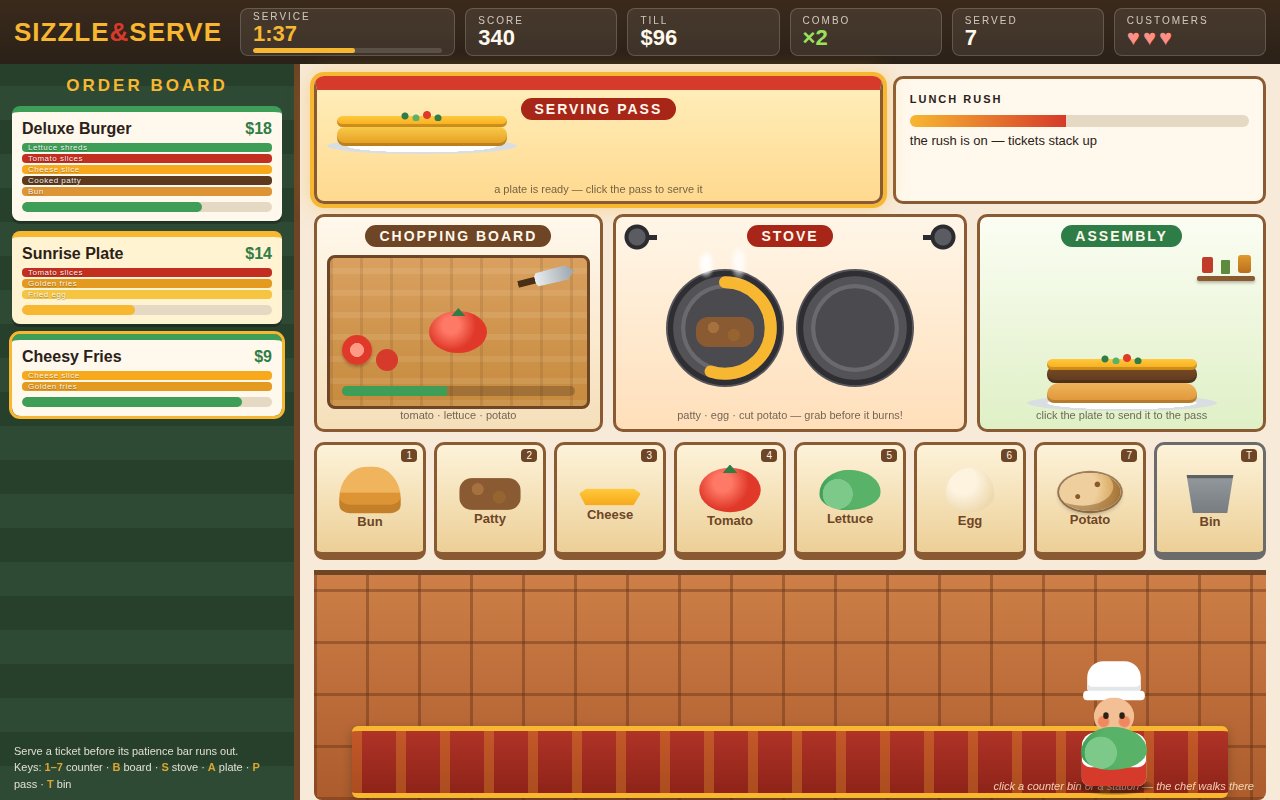 SIZZLE&SERVE
SERVICE
1:37
SCORE
340
TILL
$96
COMBO
×2
SERVED
7
CUSTOMERS
♥♥♥
ORDER BOARD
Deluxe Burger $18
Lettuce shreds
Tomato slices
Cheese slice
Cooked patty
Bun
Sunrise Plate $14
Tomato slices
Golden fries
Fried egg
Cheesy Fries $9
Cheese slice
Golden fries
Serve a ticket before its patience bar runs out.
Keys: 1–7 counter · B board · S stove · A plate · P
pass · T bin
SERVING PASS
a plate is ready — click the pass to serve it
LUNCH RUSH
the rush is on — tickets stack up
CHOPPING BOARD
tomato · lettuce · potato
STOVE
patty · egg · cut potato — grab before it burns!
ASSEMBLY
click the plate to send it to the pass
1
Bun
2
Patty
3
Cheese
4
Tomato
5
Lettuce
6
Egg
7
Potato
T
Bin
click a counter bin or a station — the chef walks there